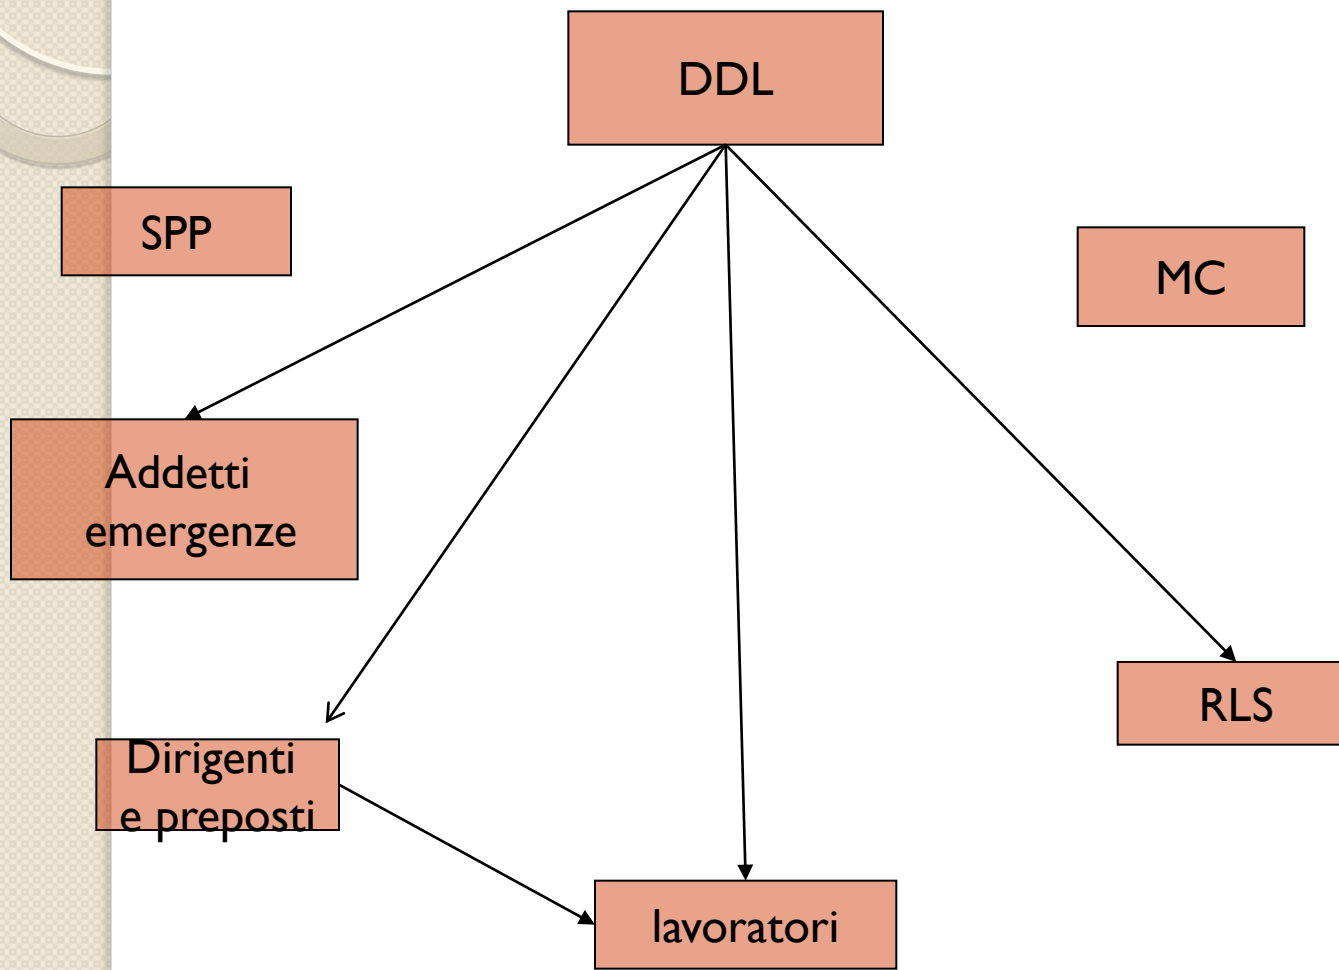 DDL
SPP
MC
Addetti
emergenze
RLS
Dirigenti
e preposti
lavoratori